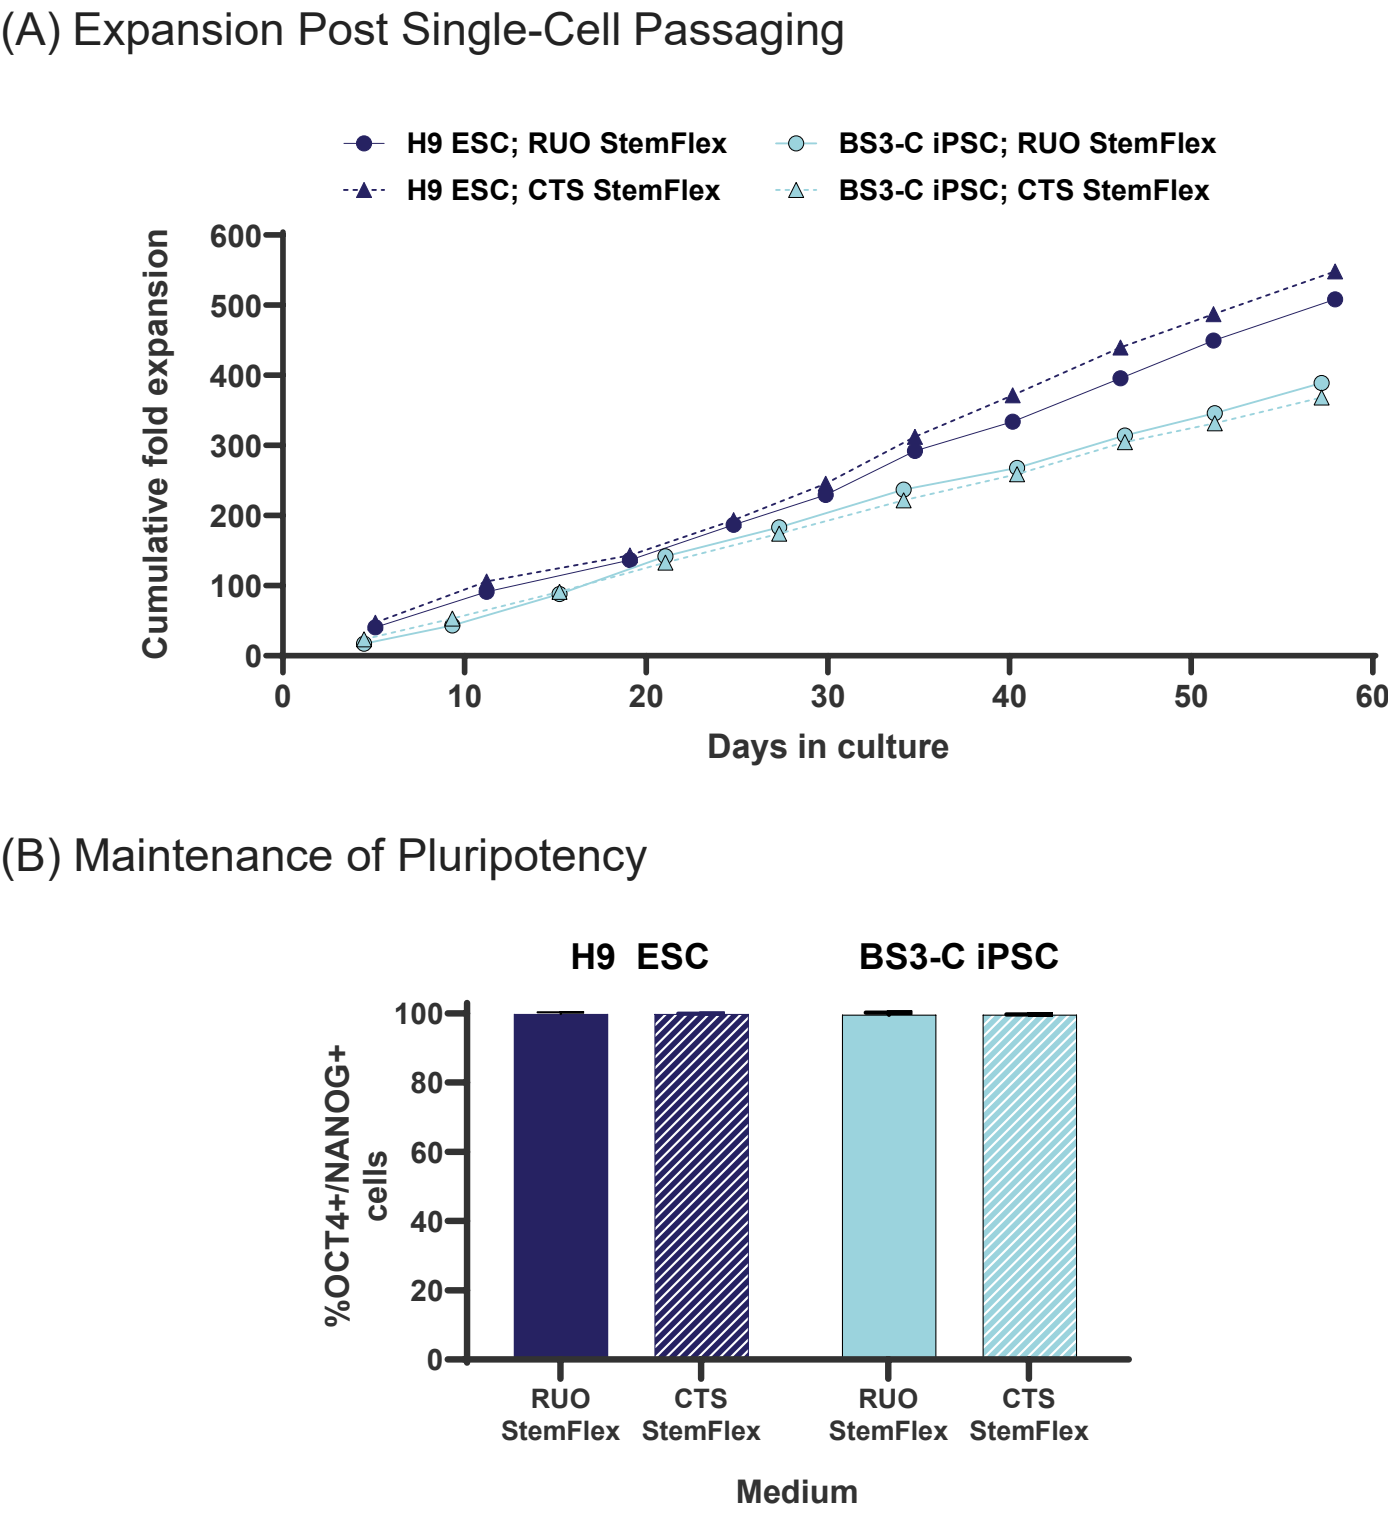 (A) Expansion Post Single-Cell Passaging
H9 ESC; RUO StemFlex
BS3-C iPSC; RUO StemFlex
H9 ESC; CTS StemFlex
BS3-C iPSC; CTS StemFlex
Cumulative fold expansion
600
500
400
300
200
100
0
0 10 20 30 40 50 60
Days in culture
(B) Maintenance of Pluripotency
H9 ESC
BS3-C iPSC
%OCT4+/NANOG+
cells
100
80
60
40
20
0
RUO CTS RUO CTS
StemFlex StemFlex StemFlex StemFlex
Medium